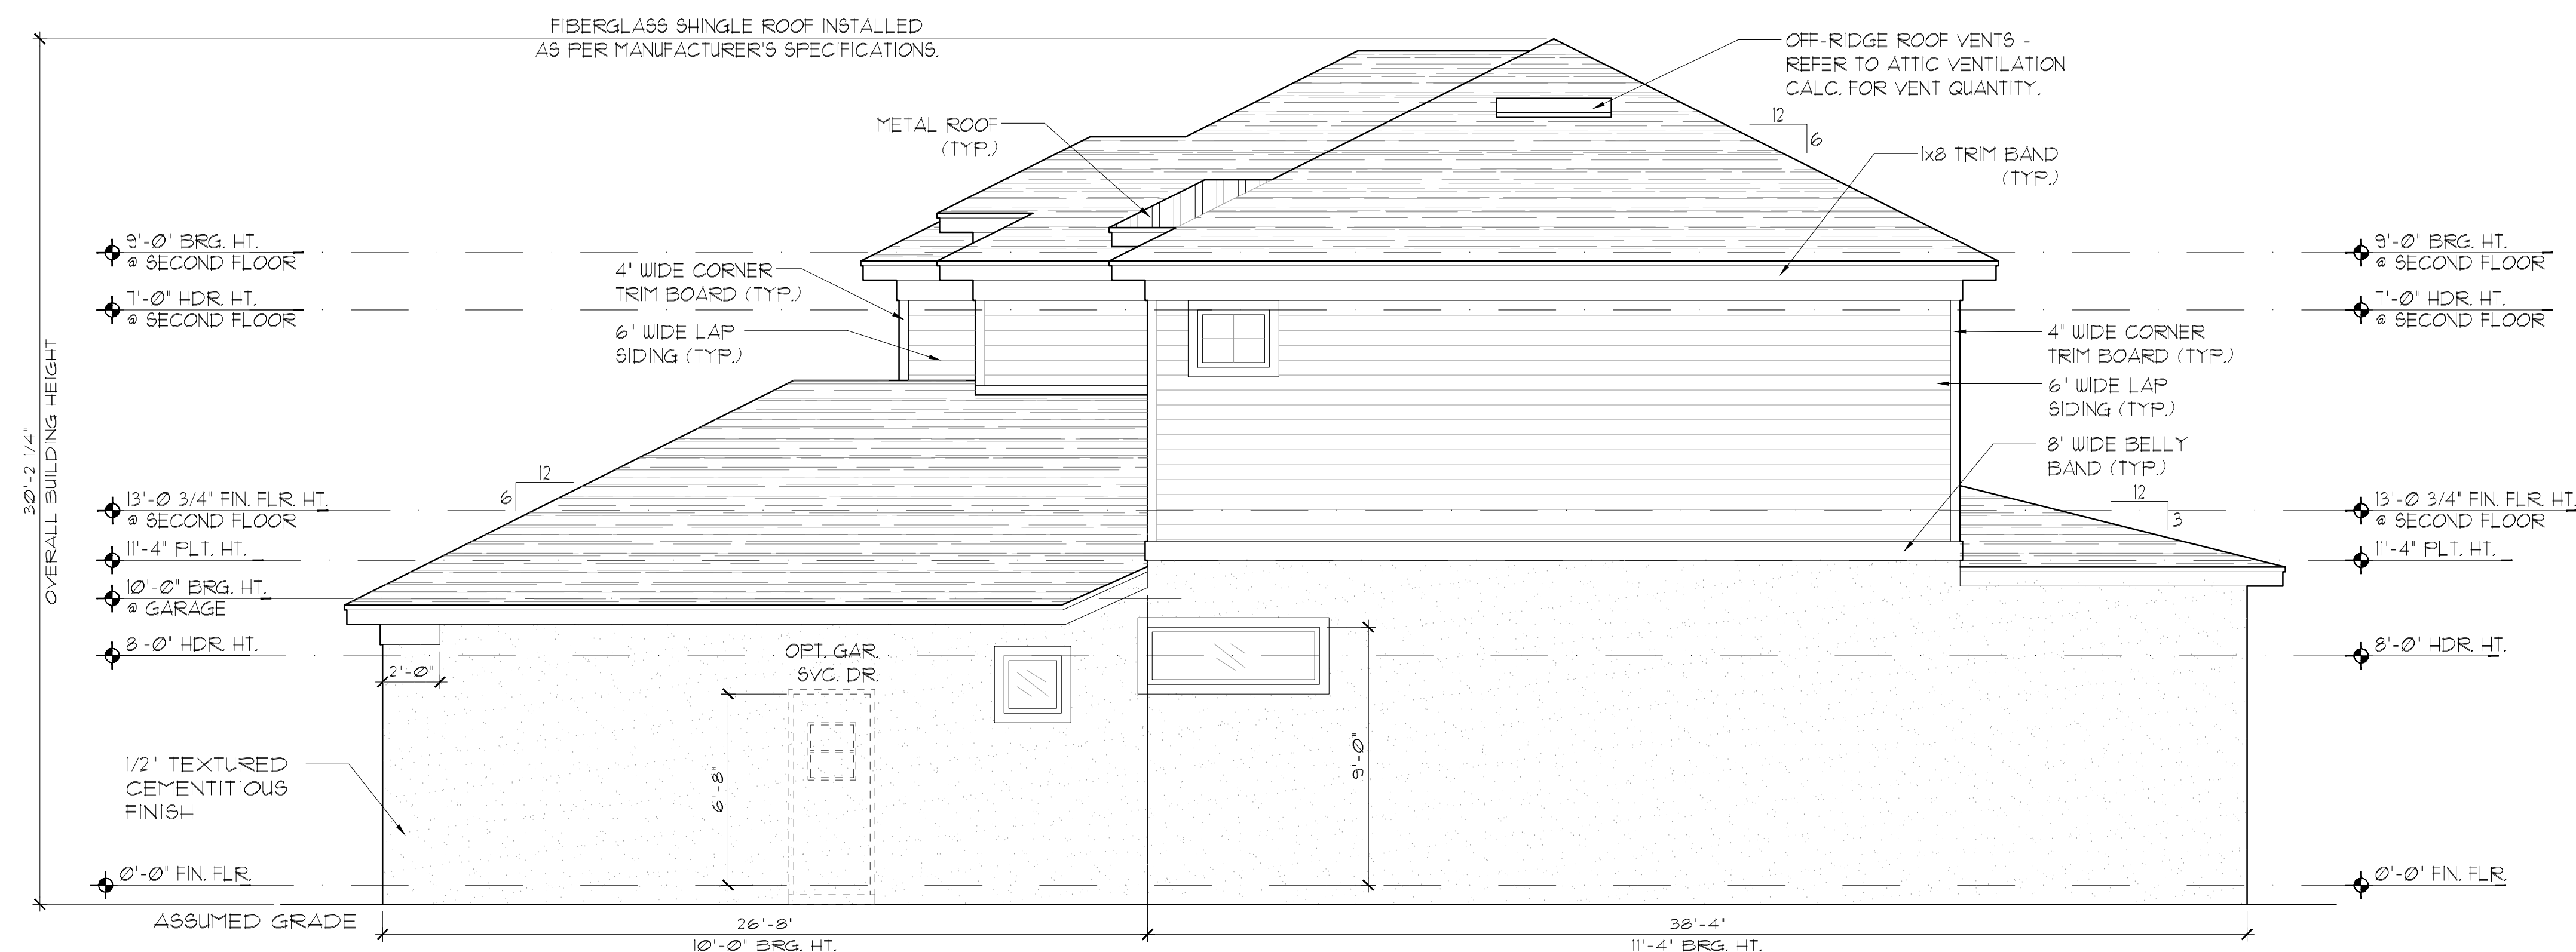 FIBERGLASS SHINGLE ROOF INSTALLED
AS PER MANUFACTURER'S SPECIFICATIONS.
OFF-RIDGE ROOF VENTS -
REFER TO ATTIC VENTILATION
CALC. FOR VENT QUANTITY.
METAL ROOF
(TYP.)
12
6
1x8 TRIM BAND
(TYP.)
9'-0" BRG. HT.
@ SECOND FLOOR
7'-0" HDR. HT.
@ SECOND FLOOR
4" WIDE CORNER
TRIM BOARD (TYP.)
6" WIDE LAP
SIDING (TYP.)
9'-0" BRG. HT.
@ SECOND FLOOR
7'-0" HDR. HT.
@ SECOND FLOOR
4" WIDE CORNER
TRIM BOARD (TYP.)
6" WIDE LAP
SIDING (TYP.)
8" WIDE BELLY
BAND (TYP.)
30'-2 1/4"
OVERALL BUILDING HEIGHT
12
6
12
3
13'-0 3/4" FIN. FLR. HT.
@ SECOND FLOOR
11'-4" PLT. HT.
10'-0" BRG. HT.
@ GARAGE
8'-0" HDR. HT.
13'-0 3/4" FIN. FLR. HT.
@ SECOND FLOOR
11'-4" PLT. HT.
8'-0" HDR. HT.
2'-0"
OPT. GAR.
SVC. DR.
6'-8"
9'-0"
1/2" TEXTURED
CEMENTITIOUS
FINISH
0'-0" FIN. FLR.
0'-0" FIN. FLR.
ASSUMED GRADE
26'-8"
10'-0" BRG. HT.
38'-4"
11'-4" BRG. HT.